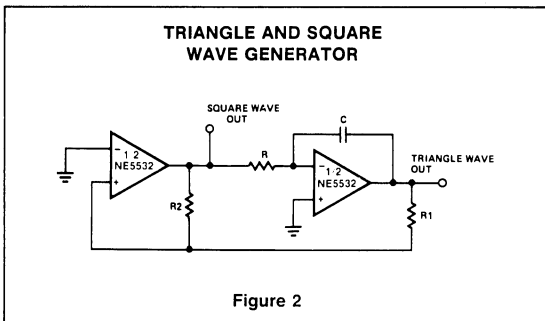 TRIANGLE AND SQUARE
WAVE GENERATOR
SQUARE WAVE
OUT
C
R
TRIANGLE WAVE
OUT
−
1 2
NE5532
+
−
1/2
NE5532
+
R2
R1
Figure 2